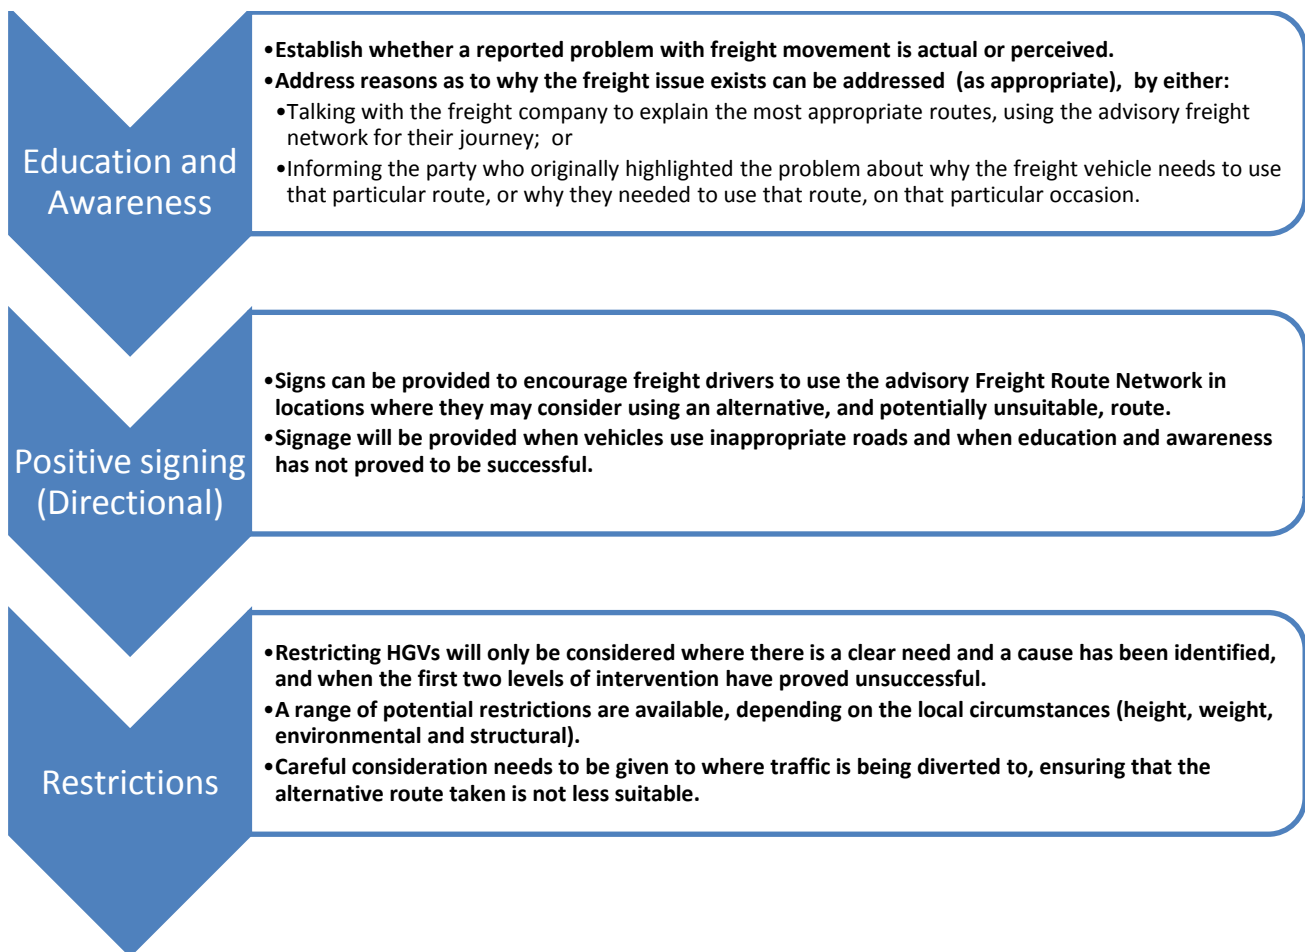 Education and
Awareness
•Establish whether a reported problem with freight movement is actual or perceived.
•Address reasons as to why the freight issue exists can be addressed (as appropriate), by either:
•Talking with the freight company to explain the most appropriate routes, using the advisory freight
network for their journey; or
•Informing the party who originally highlighted the problem about why the freight vehicle needs to use
that particular route, or why they needed to use that route, on that particular occasion.
Positive signing
(Directional)
•Signs can be provided to encourage freight drivers to use the advisory Freight Route Network in
locations where they may consider using an alternative, and potentially unsuitable, route.
•Signage will be provided when vehicles use inappropriate roads and when education and awareness
has not proved to be successful.
Restrictions
•Restricting HGVs will only be considered where there is a clear need and a cause has been identified,
and when the first two levels of intervention have proved unsuccessful.
•A range of potential restrictions are available, depending on the local circumstances (height, weight,
environmental and structural).
•Careful consideration needs to be given to where traffic is being diverted to, ensuring that the
alternative route taken is not less suitable.